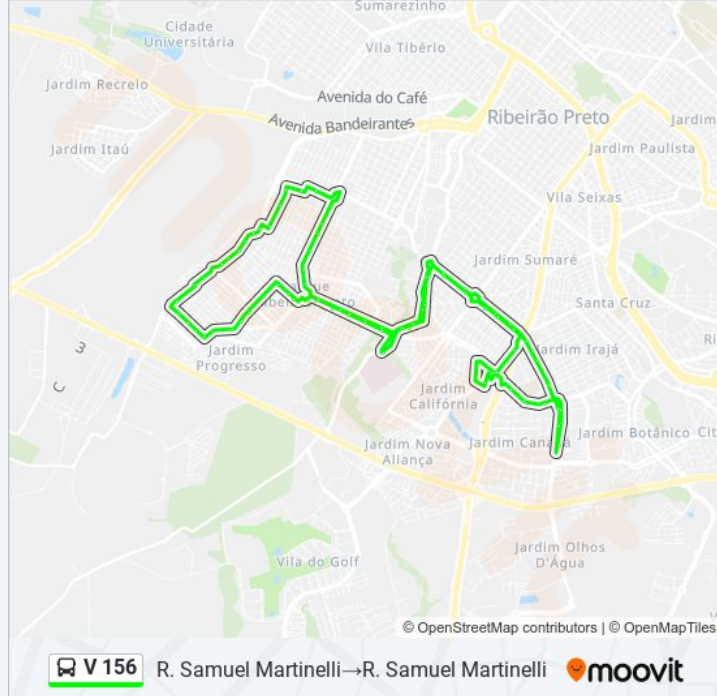 Sumarezinho
Cidade
Universitária
Vila Tibério
Jardim Recreio
Avenida do Café
Avenida Bandeirantes
Ribeirão Preto
Jardim
Jardim Itaú
Jardim Paulista
Vila Seixas
Jardim Sumaré
Santa Cruz
Jardim Irajá
Ri
Jardim
Progresso
Jardim
Califórnia
Jardim Nova
Aliança
Jardim Canadá
Jardim Botânico
Cit
Jardim Olhos
D'Água
Vila do Golf
© OpenStreetMap contributors | © OpenMapTiles
V 156
R. Samuel Martinelli→R. Samuel Martinelli
moovit